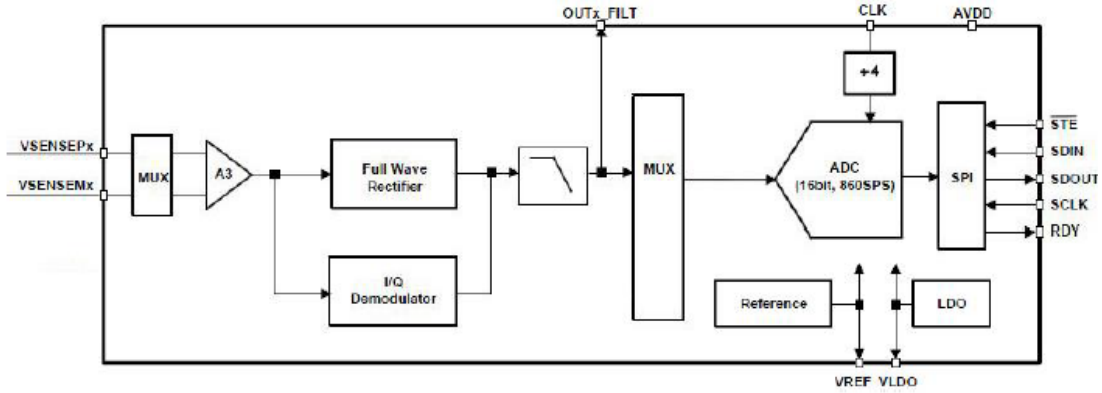 OUTx_FILT
CLK
AVDD
÷4
VSENSEPx
VSENSEMx
MUX
A3
Full Wave
Rectifier
I/Q
Demodulator
MUX
ADC
(16bit, 860SPS)
SPI
STE
SDIN
SDOUT
SCLK
RDY
Reference
LDO
VREF
VLDO